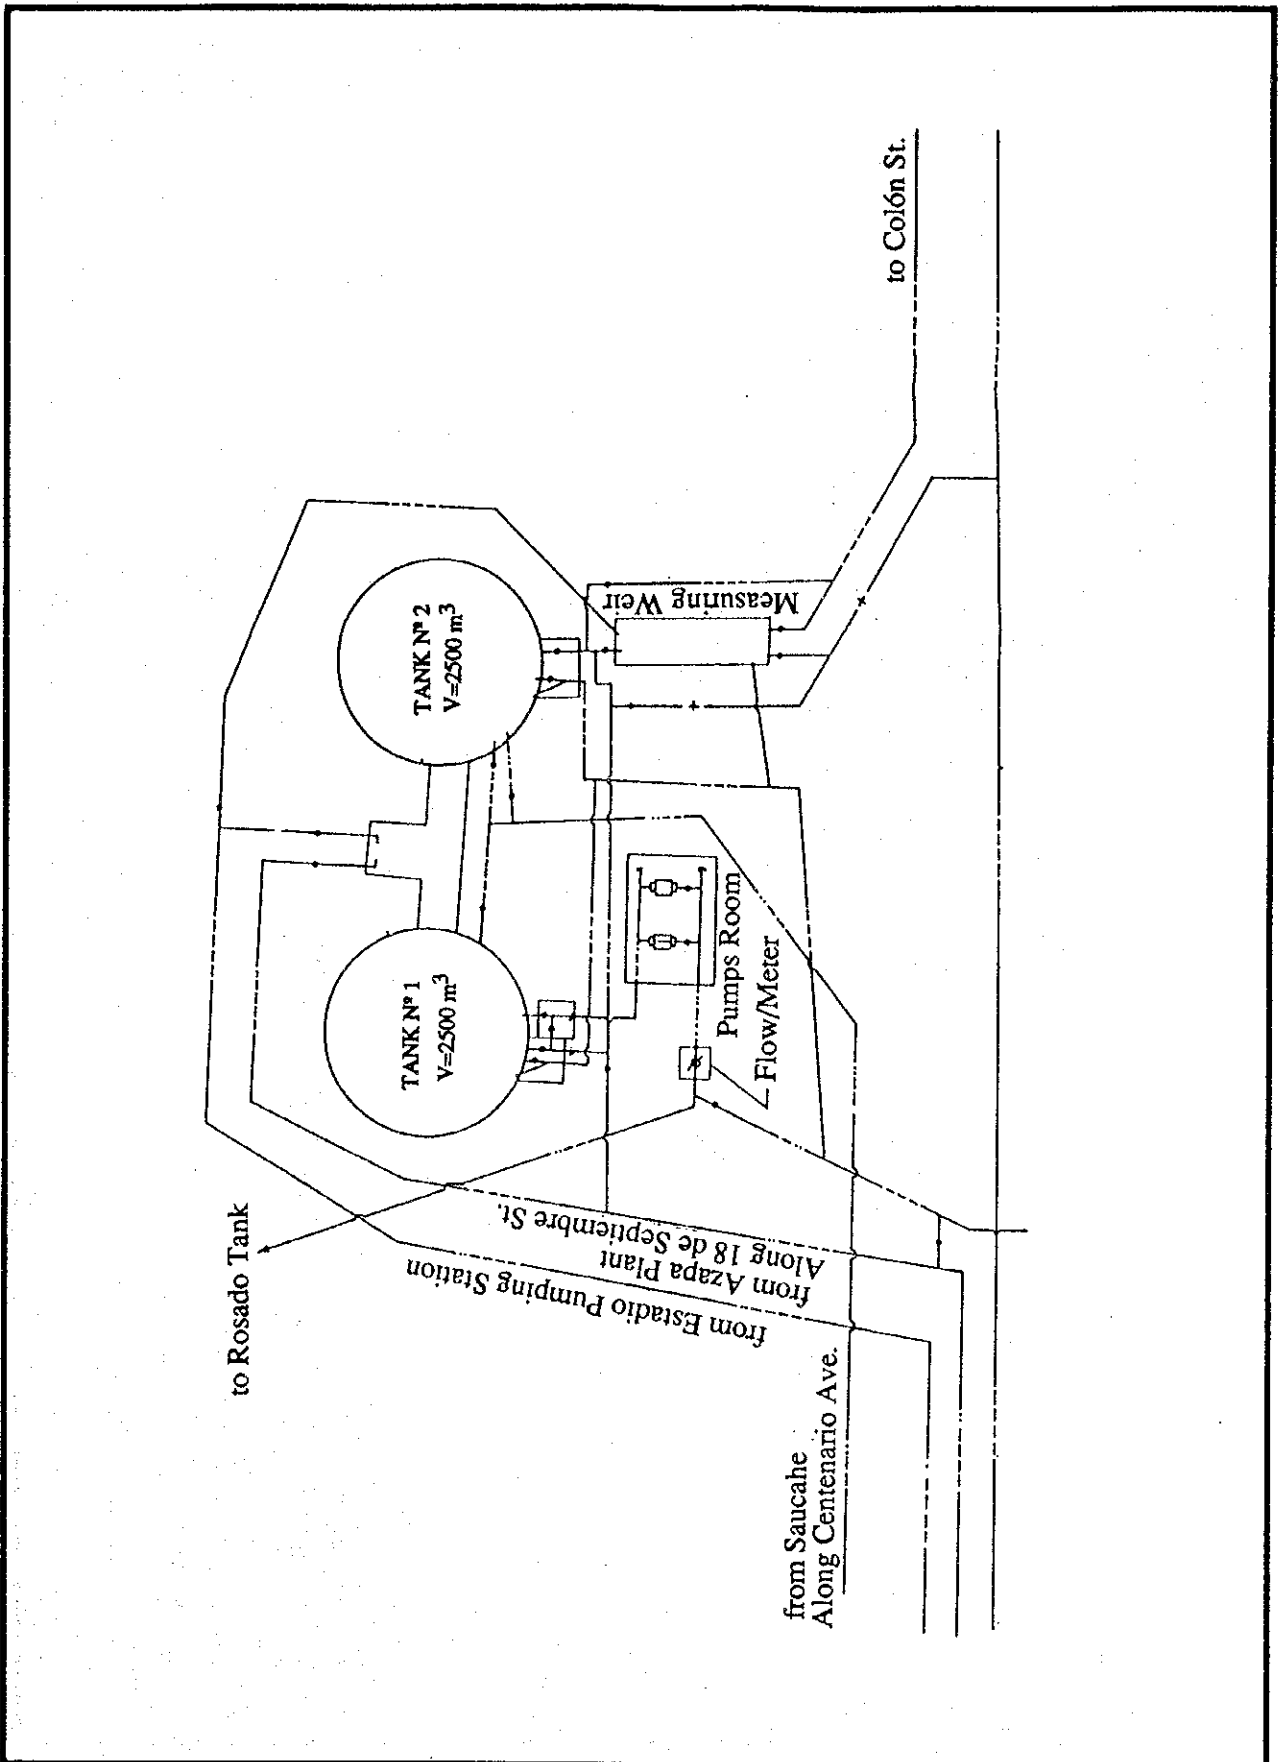 to Colón St.
TANK Nº 2
V=2500 m³
Measuring Weir
TANK Nº 1
V=2500 m³
Pumps Room
Flow/Meter
to Rosado Tank
from Estadio Pumping Station
from Azapa Plant
Along 18 de Septiembre St.
from Saucahe
Along Centenario Ave.